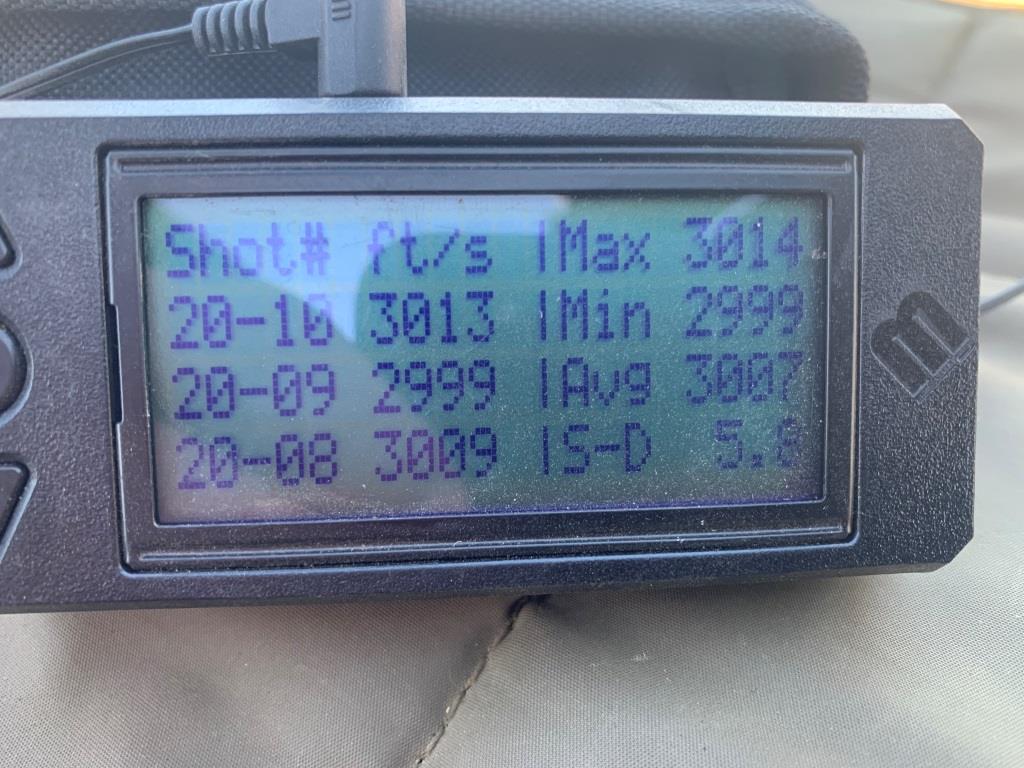 Shot# ft/s |Max 3014
20-10 3013 |Min 2999
20-09 2999 |Avg 3007
20-08 3009 |S-D 5.8
m
m